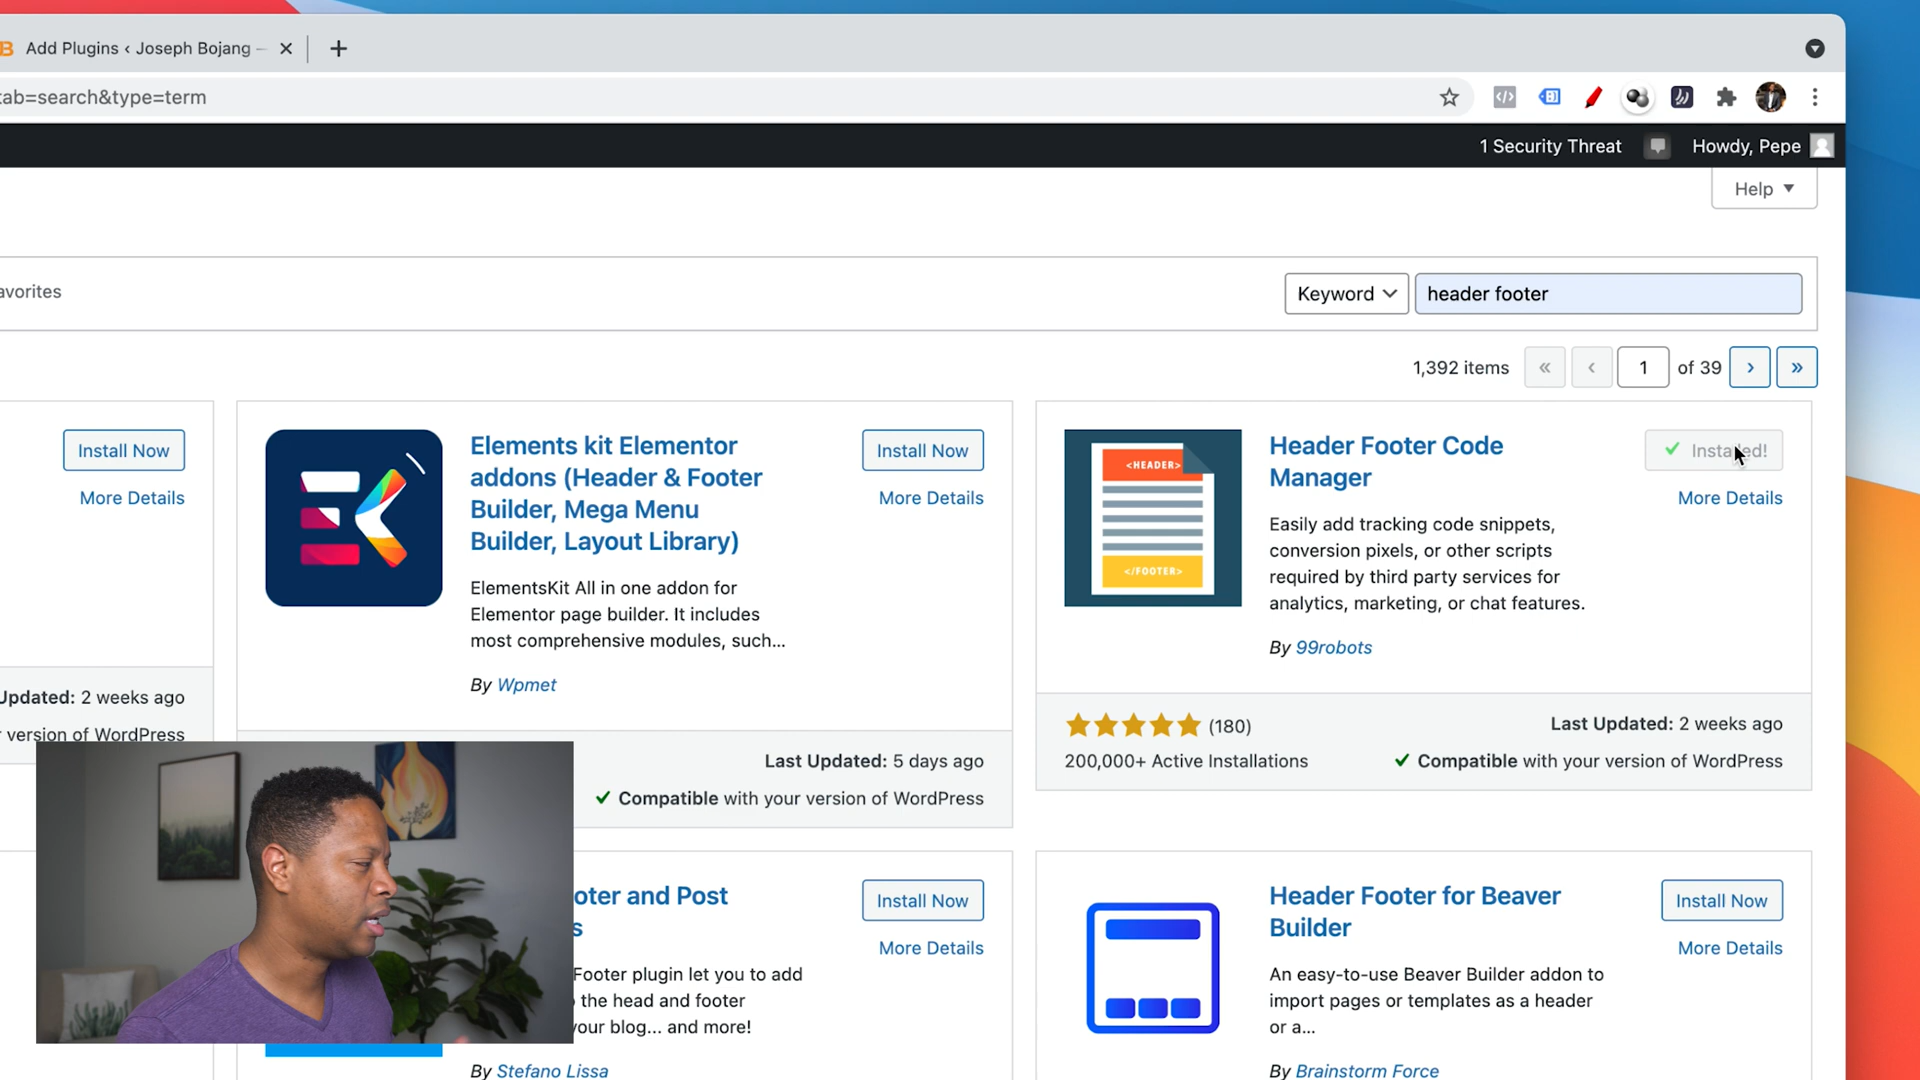 Add Plugins ‹ Joseph Bojang —
tab=search&type=term
1 Security Threat
Howdy, Pepe
Help
avorites
Keyword
header footer
1,392 items
«
‹
1
of 39
›
»
Install Now
More Details
Updated: 2 weeks ago
version of WordPress
Elements kit Elementor
addons (Header & Footer
Builder, Mega Menu
Builder, Layout Library)
Install Now
More Details
ElementsKit All in one addon for
Elementor page builder. It includes
most comprehensive modules, such...
By Wpmet
Last Updated: 5 days ago
Compatible with your version of WordPress
<HEADER>
</FOOTER>
Header Footer Code
Manager
Installed!
More Details
Easily add tracking code snippets,
conversion pixels, or other scripts
required by third party services for
analytics, marketing, or chat features.
By 99robots
(180)
Last Updated: 2 weeks ago
200,000+ Active Installations
Compatible with your version of WordPress
oter and Post
s
Install Now
More Details
Footer plugin let you to add
the head and footer
your blog... and more!
By Stefano Lissa
Header Footer for Beaver
Builder
Install Now
More Details
An easy-to-use Beaver Builder addon to
import pages or templates as a header
or a...
By Brainstorm Force